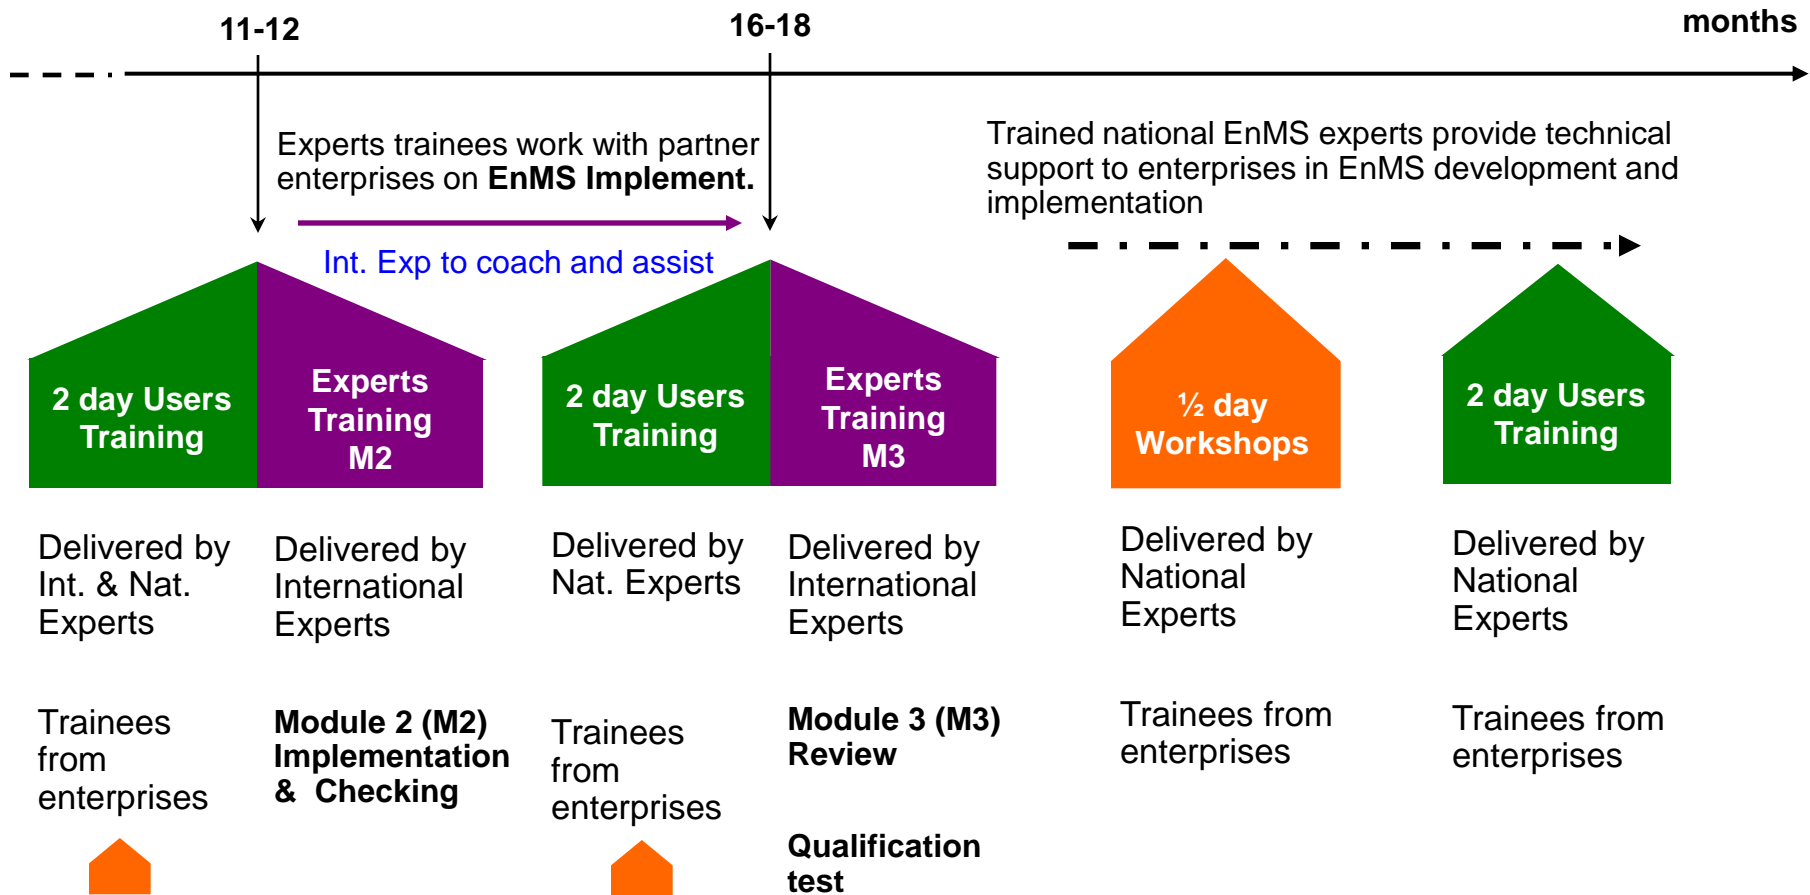 11-12
16-18
months
Experts trainees work with partner
enterprises on EnMS Implement.
Int. Exp to coach and assist
Trained national EnMS experts provide technical
support to enterprises in EnMS development and
implementation
2 day Users
Training
Experts
Training
M2
2 day Users
Training
Experts
Training
M3
½ day
Workshops
2 day Users
Training
Delivered by
Int. & Nat.
Experts
Delivered by
International
Experts
Delivered by
Nat. Experts
Delivered by
International
Experts
Delivered by
National
Experts
Delivered by
National
Experts
Trainees
from
enterprises
Module 2 (M2)
Implementation
& Checking
Trainees
from
enterprises
Module 3 (M3)
Review
Qualification
test
Trainees from
enterprises
Trainees from
enterprises